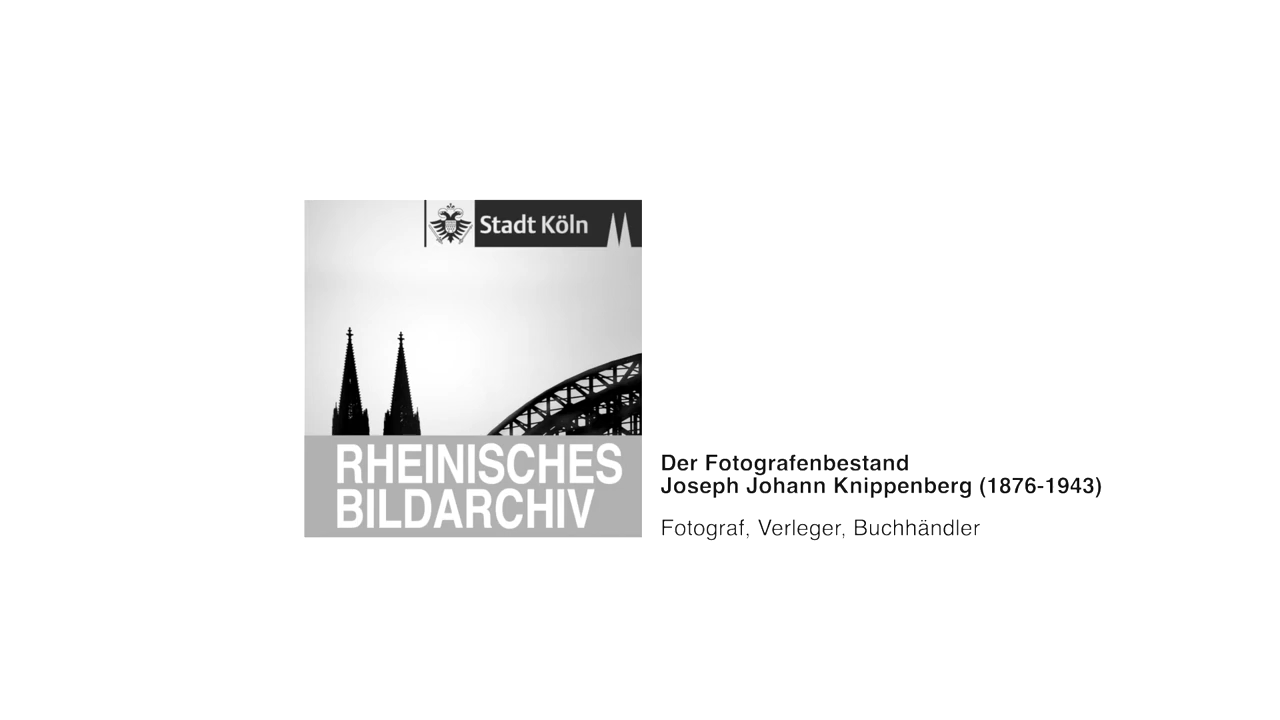 Stadt Köln
RHEINISCHES
BILDARCHIV
Der Fotografenbestand
Joseph Johann Knippenberg (1876-1943)
Fotograf, Verleger, Buchhändler